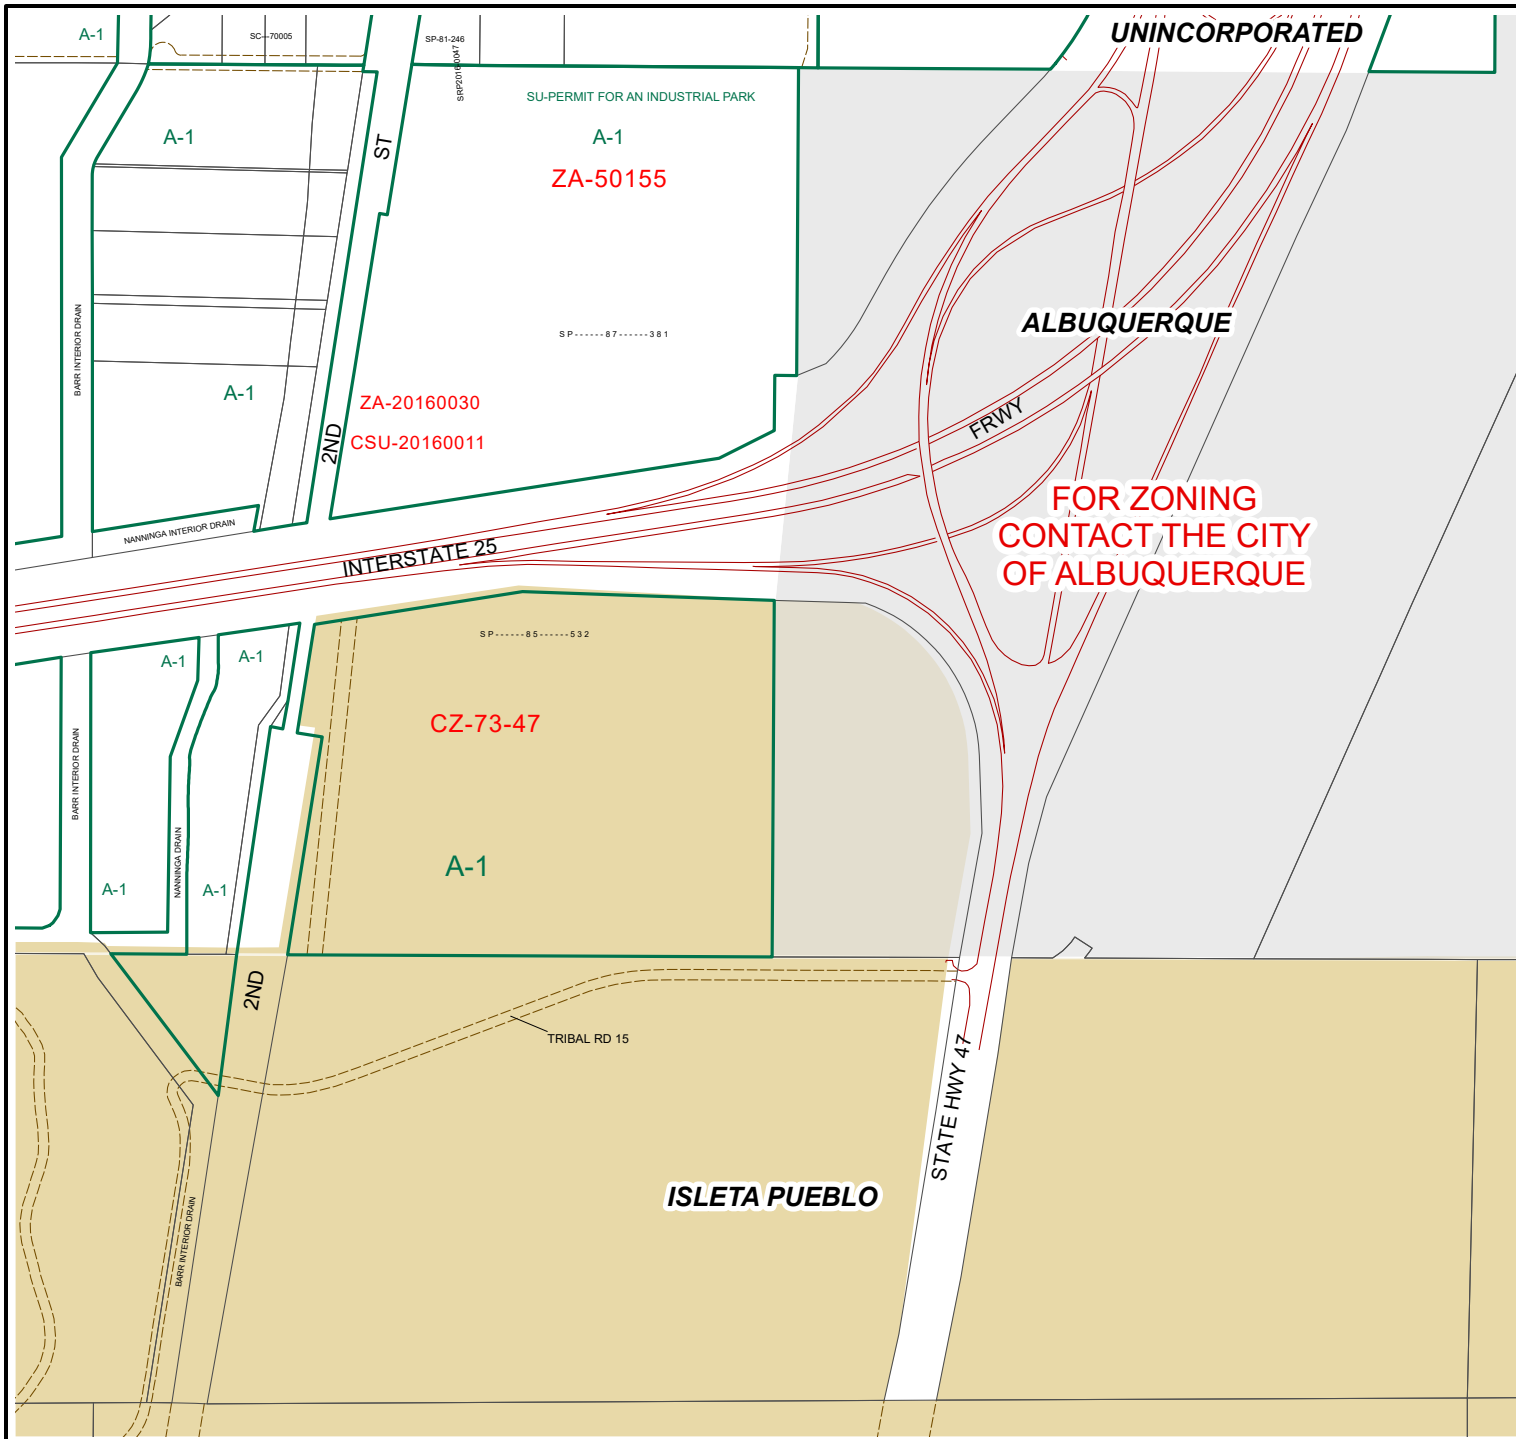 UNINCORPORATED
A-1
SC---70005
SP-81-246
SRP2016-0047
SU-PERMIT FOR AN INDUSTRIAL PARK
A-1
A-1
ZA-50155
ST
BARR INTERIOR DRAIN
SP------87------381
ALBUQUERQUE
A-1
ZA-20160030
CSU-20160011
2ND
FRWY
NANNINGA INTERIOR DRAIN
INTERSTATE 25
FOR ZONING
CONTACT THE CITY
OF ALBUQUERQUE
SP------85------532
A-1
A-1
CZ-73-47
BARR INTERIOR DRAIN
NANNINGA DRAIN
A-1
A-1
A-1
2ND
TRIBAL RD 15
STATE HWY 47
ISLETA PUEBLO
BARR INTERIOR DRAIN